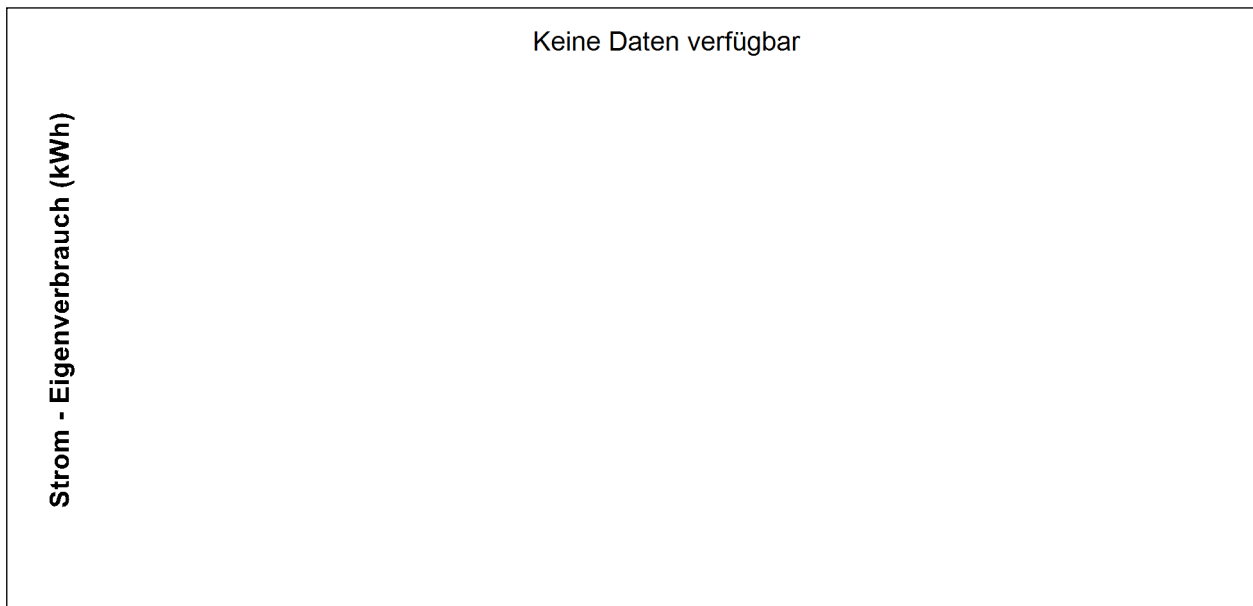 Keine Daten verfügbar
Strom - Eigenverbrauch (kWh)